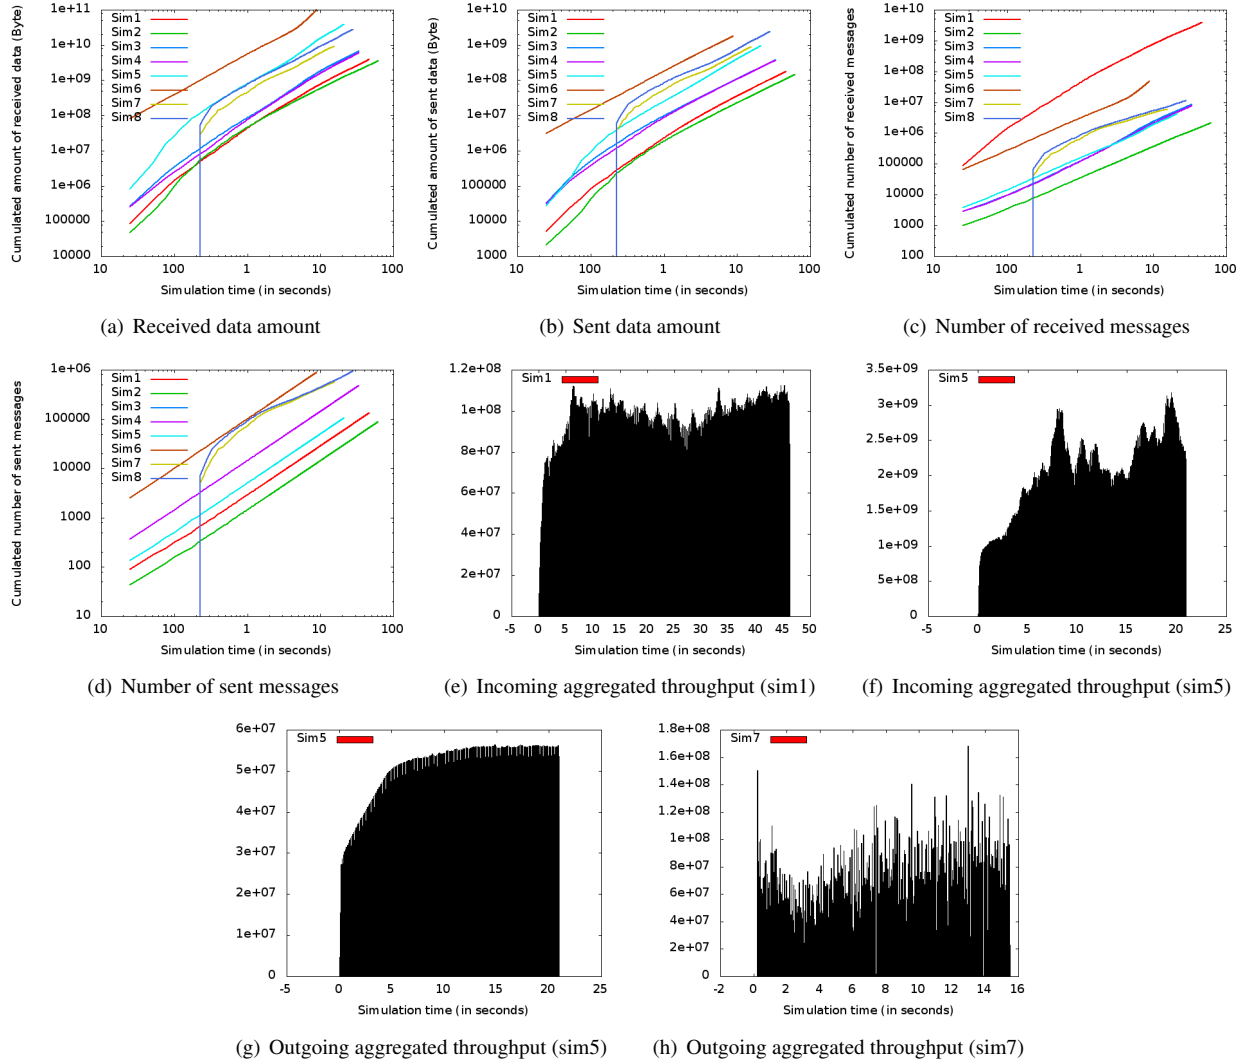 Cumulated amount of received data (Byte)
1e+11
1e+10
1e+09
1e+08
1e+07
1e+06
100000
10000
Sim1
Sim2
Sim3
Sim4
Sim5
Sim6
Sim7
Sim8
10 100 1 10 100
Simulation time (in seconds)
(a) Received data amount
Cumulated amount of sent data (Byte)
1e+10
1e+09
1e+08
1e+07
1e+06
100000
10000
1000
Sim1
Sim2
Sim3
Sim4
Sim5
Sim6
Sim7
Sim8
10 100 1 10 100
Simulation time (in seconds)
(b) Sent data amount
Cumulated number of received messages
1e+10
1e+09
1e+08
1e+07
1e+06
100000
10000
1000
100
Sim1
Sim2
Sim3
Sim4
Sim5
Sim6
Sim7
Sim8
10 100 1 10 100
Simulation time (in seconds)
(c) Number of received messages
Cumulated number of sent messages
1e+06
100000
10000
1000
100
10
Sim1
Sim2
Sim3
Sim4
Sim5
Sim6
Sim7
Sim8
10 100 1 10 100
Simulation time (in seconds)
(d) Number of sent messages
1.2e+08
1e+08
8e+07
6e+07
4e+07
2e+07
0
Sim1
-5 0 5 10 15 20 25 30 35 40 45 50
Simulation time (in seconds)
(e) Incoming aggregated throughput (sim1)
3.5e+09
3e+09
2.5e+09
2e+09
1.5e+09
1e+09
5e+08
0
Sim5
-5 0 5 10 15 20 25
Simulation time (in seconds)
(f) Incoming aggregated throughput (sim5)
6e+07
5e+07
4e+07
3e+07
2e+07
1e+07
0
Sim5
-5 0 5 10 15 20 25
Simulation time (in seconds)
(g) Outgoing aggregated throughput (sim5)
1.8e+08
1.6e+08
1.4e+08
1.2e+08
1e+08
8e+07
6e+07
4e+07
2e+07
0
Sim7
-2 0 2 4 6 8 10 12 14 16
Simulation time (in seconds)
(h) Outgoing aggregated throughput (sim7)